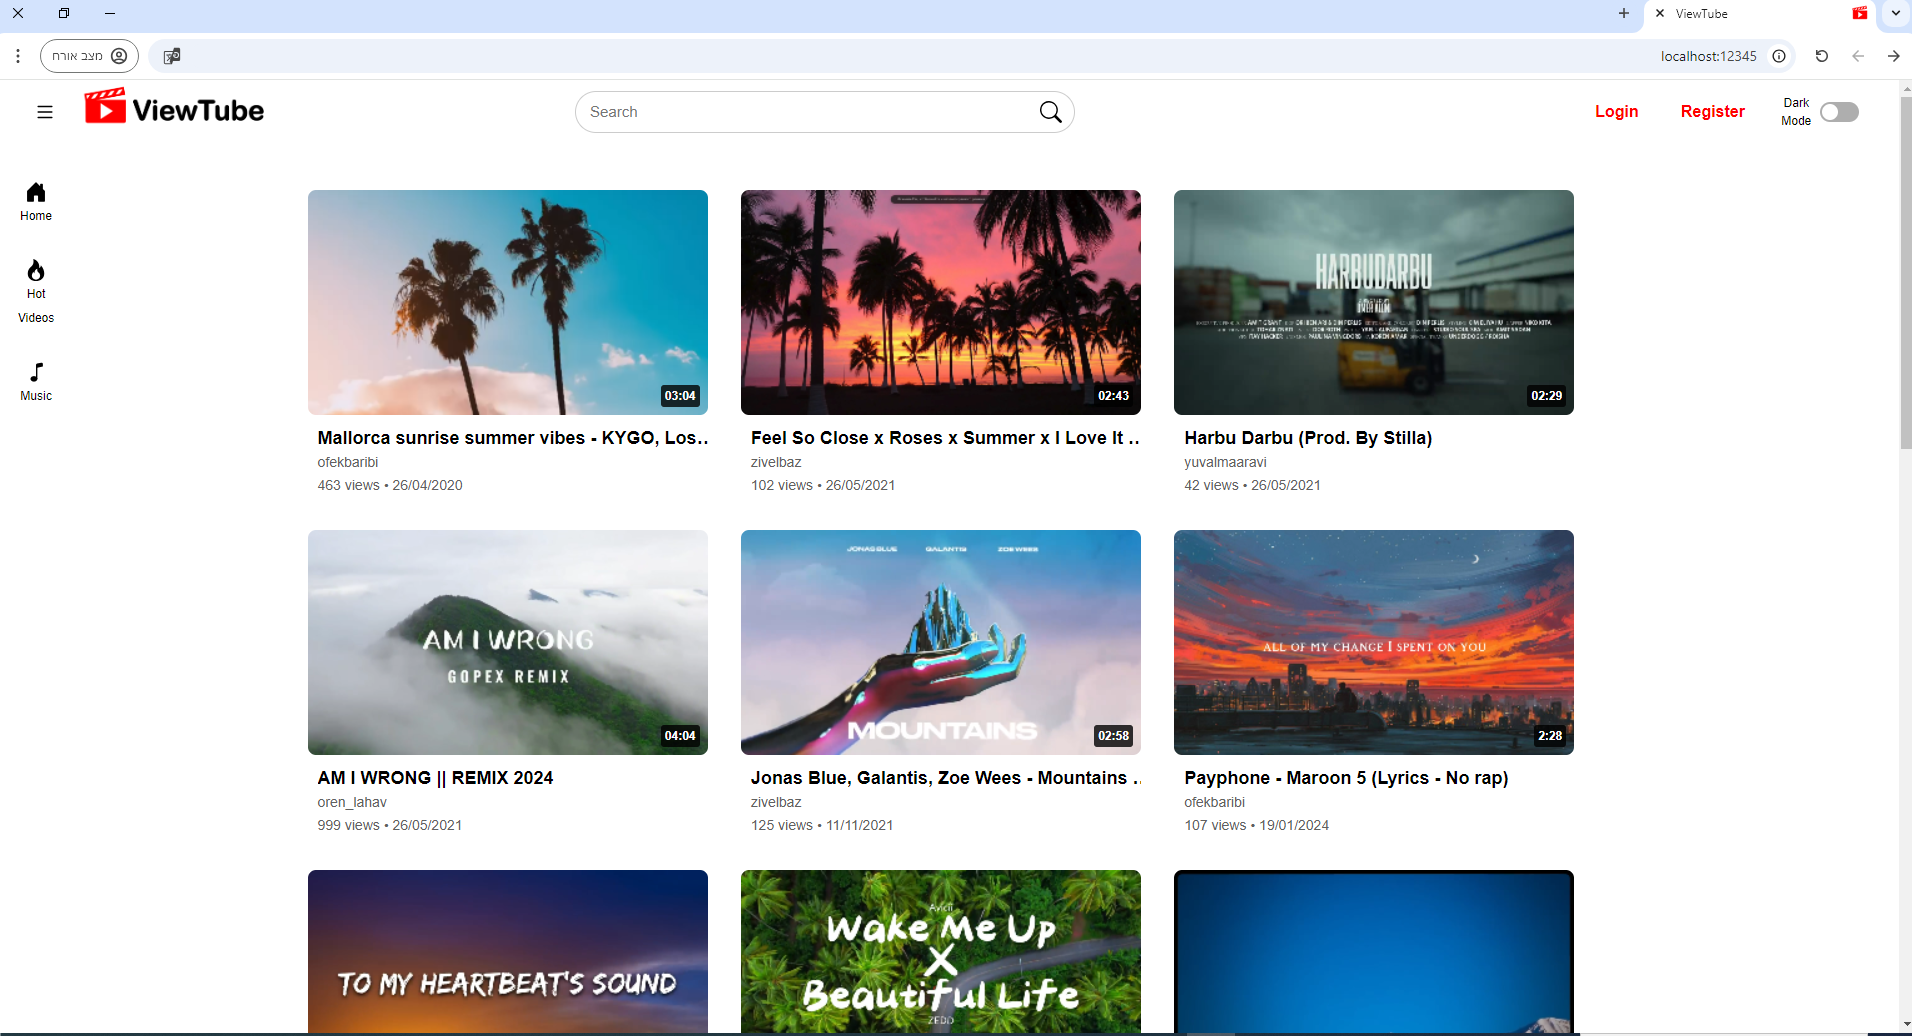 ViewTube
מצב אורח
localhost:12345
ViewTube
Search
Login
Register
Dark
Mode
Home
Hot
Videos
Music
03:04
02:43
HARBUDARBU
02:29
Mallorca sunrise summer vibes - KYGO, Los…
ofekbaribi
463 views • 26/04/2020
Feel So Close x Roses x Summer x I Love It …
zivelbaz
102 views • 26/05/2021
Harbu Darbu (Prod. By Stilla)
yuvalmaaravi
42 views • 26/05/2021
AM I WRONG
GOPEX REMIX
04:04
JONAS BLUE GALANTIS ZOE WEES
MOUNTAINS
02:58
ALL OF MY CHANGE I SPENT ON YOU
2:28
AM I WRONG || REMIX 2024
oren_lahav
999 views • 26/05/2021
Jonas Blue, Galantis, Zoe Wees - Mountains …
zivelbaz
125 views • 11/11/2021
Payphone - Maroon 5 (Lyrics - No rap)
ofekbaribi
107 views • 19/01/2024
TO MY HEARTBEAT'S SOUND
Avicii
Wake Me Up
X
Beautiful Life
ZEDD